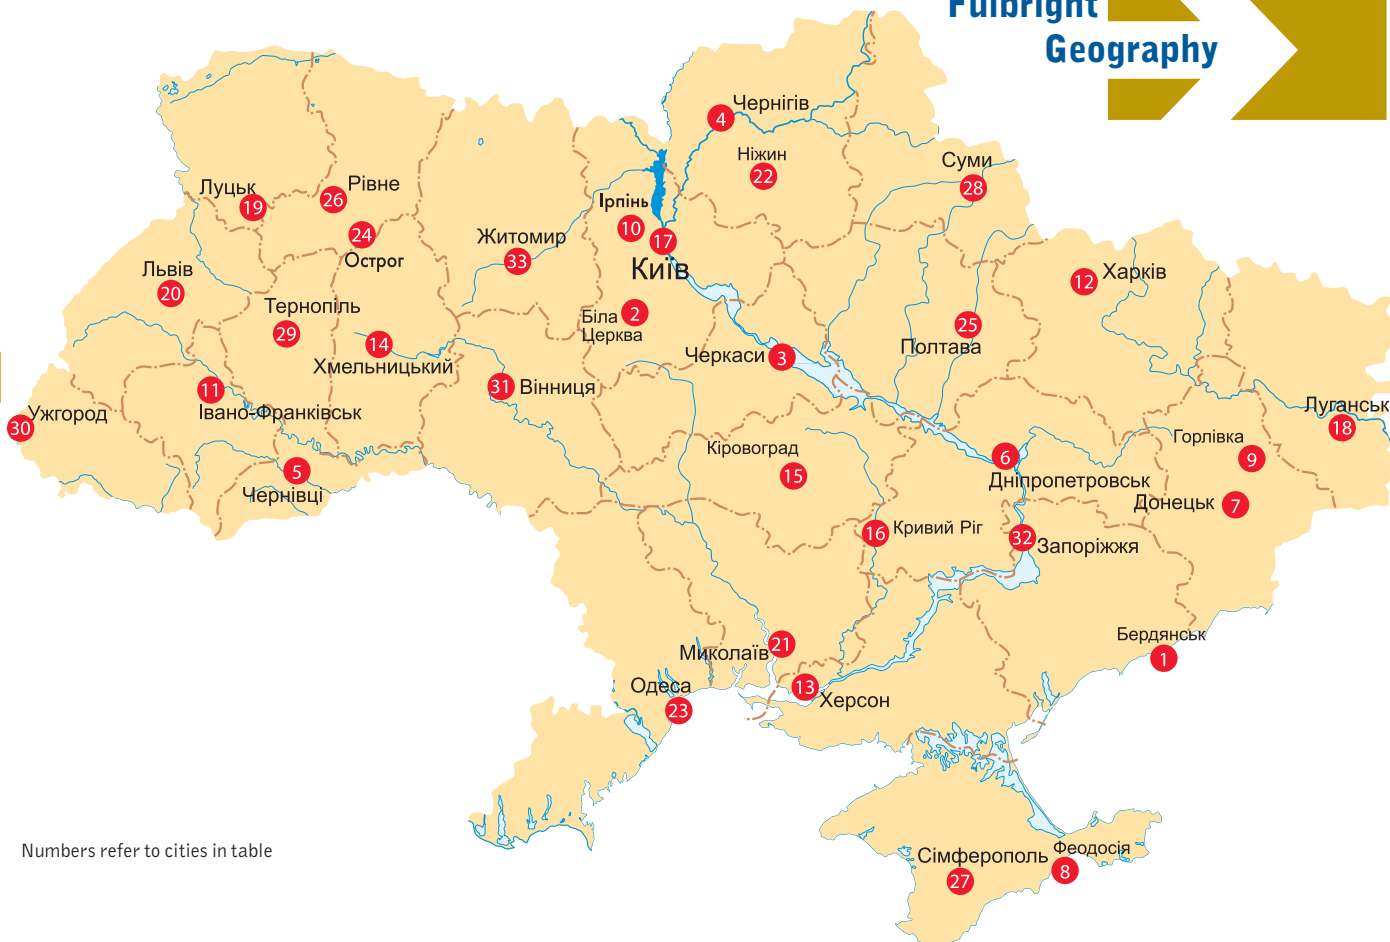 Fulbright
Geography
Чернігів
4
Ніжин
22
Суми
28
Луцьк
19
Рівне
26
24
Острог
Ірпінь
10
17
Київ
Житомир
33
Харків
12
Львів
20
Тернопіль
29
14
Хмельницький
Біла
Церква
2
Черкаси
3
25
Полтава
31
Вінниця
11
Івано-Франківськ
Ужгород
30
Луганськ
18
Горлівка
9
Кіровоград
15
6
Дніпропетровськ
Донецьк
7
5
Чернівці
16
Кривий Ріг
32
Запоріжжя
Бердянськ
1
Миколаїв
21
Одеса
23
13
Херсон
Сімферополь
27
Феодосія
8
Numbers refer to cities in table